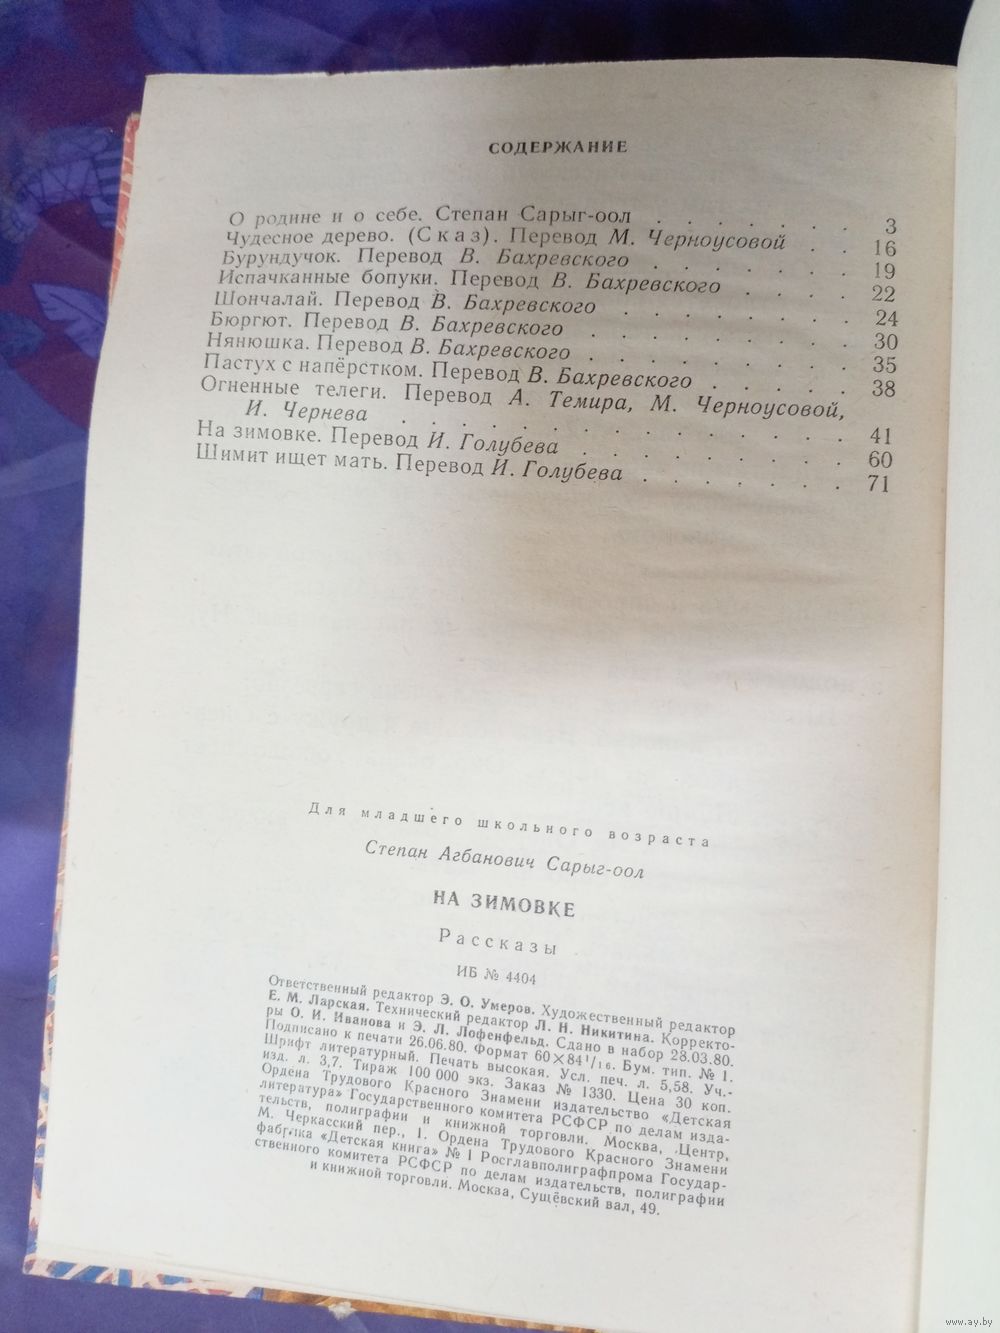 СОДЕРЖАНИЕ
О родине и о себе. Степан Сарыг-оол . . . . . . . 3
Чудесное дерево. (Сказ). Перевод М. Черноусовой . . 16
Бурундучок. Перевод В. Бахревского . . . . . . . 19
Испачканные бопуки. Перевод В. Бахревского . . . . 22
Шончалай. Перевод В. Бахревского . . . . . . . . 24
Бюргют. Перевод В. Бахревского . . . . . . . . . 30
Нянюшка. Перевод В. Бахревского . . . . . . . . . 35
Пастух с напёрстком. Перевод В. Бахревского . . . . . 38
Огненные телеги. Перевод А. Темира, М. Черноусовой,
И. Чернева . . . . . . . . . . . . . . . 41
На зимовке. Перевод И. Голубева . . . . . . . . . 60
Шимит ищет мать. Перевод И. Голубева . . . . . . . 71
Для младшего школьного возраста
Степан Агбанович Сарыг-оол
НА ЗИМОВКЕ
Рассказы
ИБ № 4404
Ответственный редактор Э. О. Умеров. Художественный редактор
Е. М. Ларская. Технический редактор Л. Н. Никитина. Корректо-
ры О. И. Иванова и Э. Л. Лофенфельд. Сдано в набор 28.03.80.
Подписано к печати 26.06.80. Формат 60×84 1/16. Бум. тип. № 1.
Шрифт литературный. Печать высокая. Усл. печ. л. 5,58. Уч.-
изд. л. 3,7. Тираж 100 000 экз. Заказ № 1330. Цена 30 коп.
Ордена Трудового Красного Знамени издательство «Детская
литература» Государственного комитета РСФСР по делам изда-
тельств, полиграфии и книжной торговли. Москва, Центр,
М. Черкасский пер., 1. Ордена Трудового Красного Знамени
фабрика «Детская книга» № 1 Росглавполиграфпрома Государ-
ственного комитета РСФСР по делам издательств, полиграфии
и книжной торговли. Москва, Сущёвский вал, 49.
www.ay.by